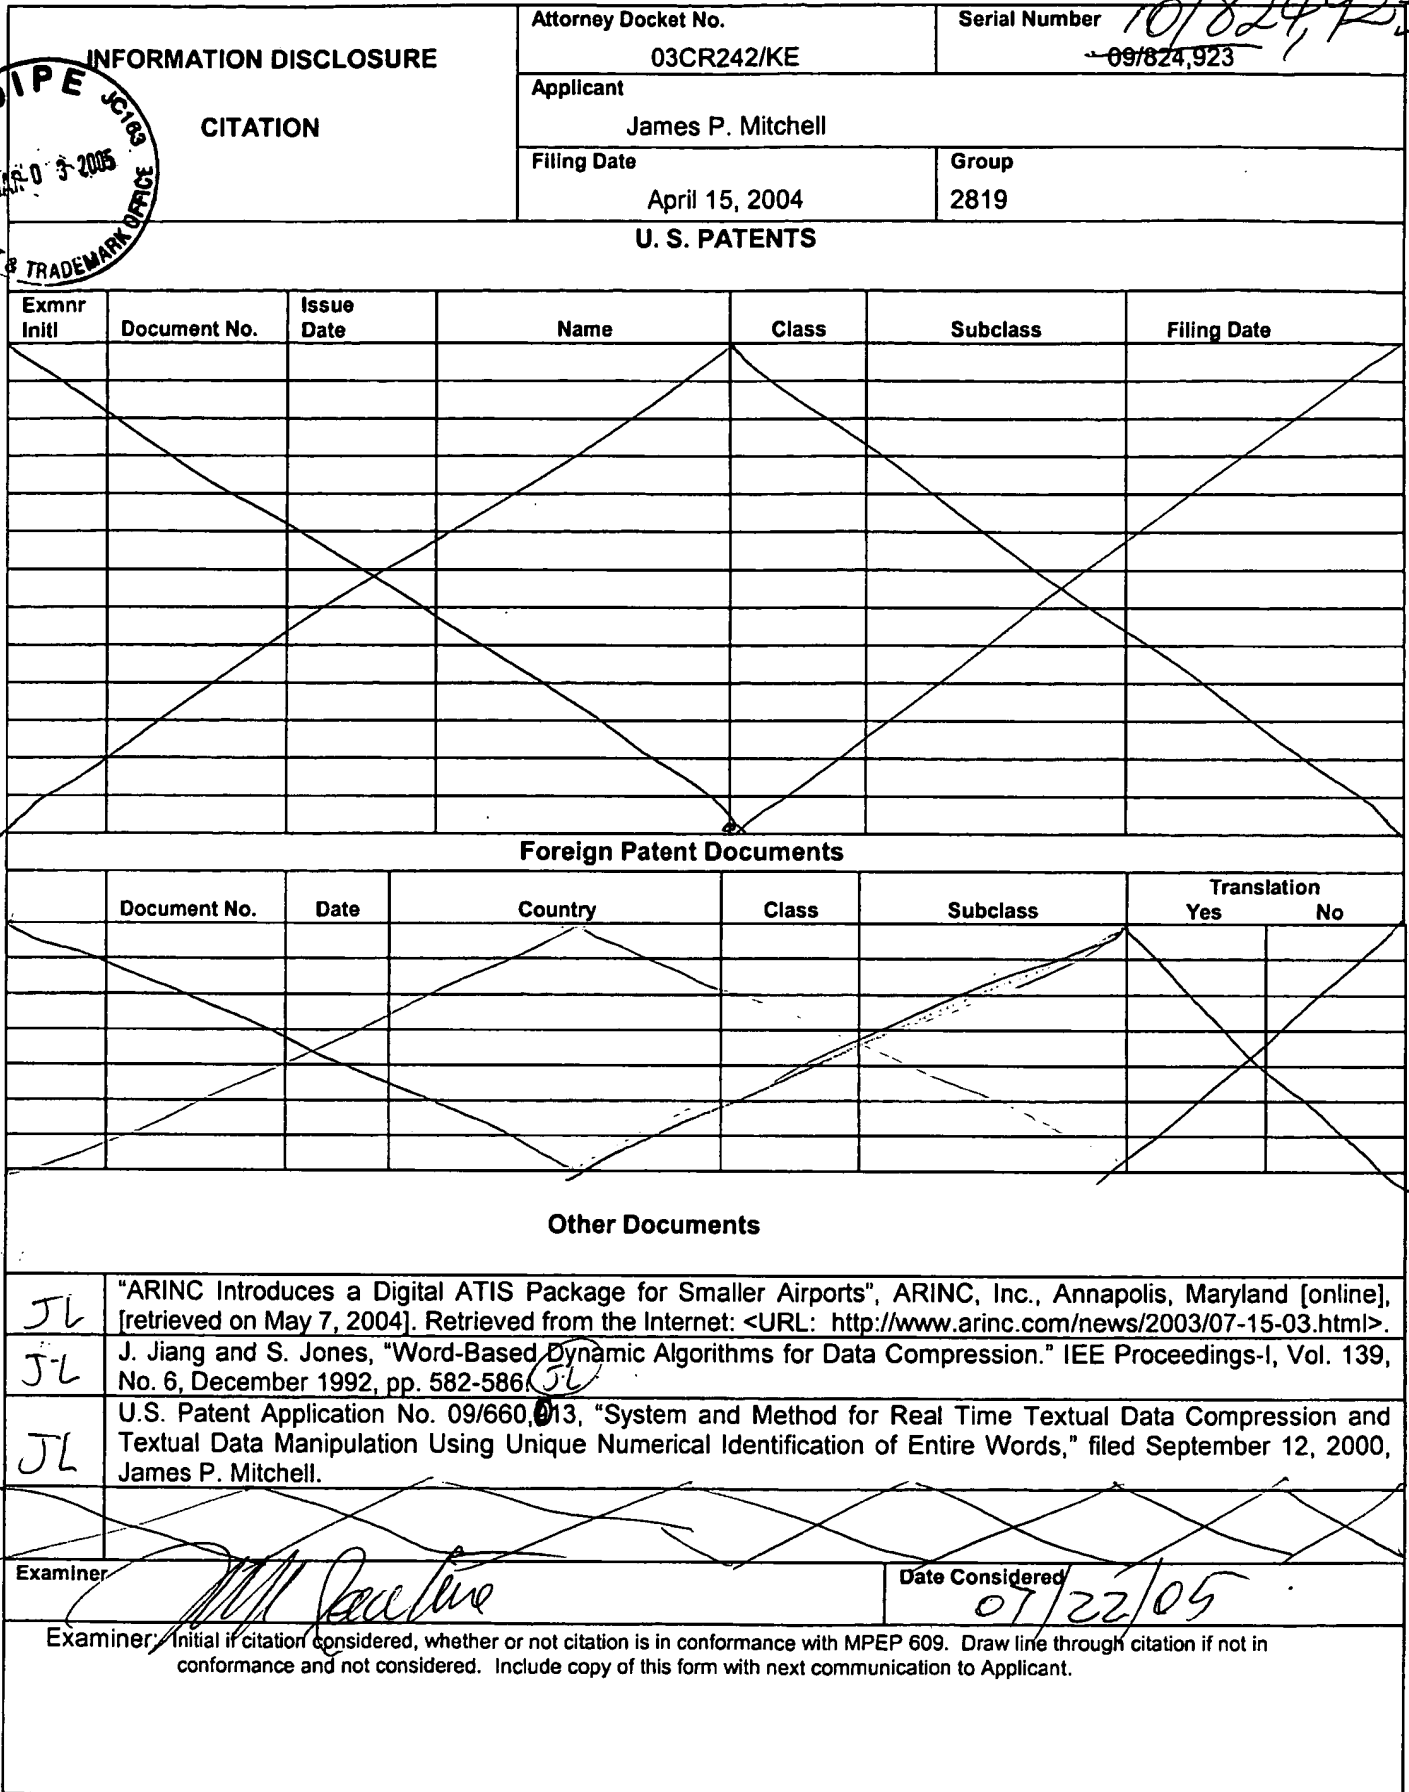 INFORMATION DISCLOSURE
CITATION
Attorney Docket No.
03CR242/KE
Serial Number
09/824,923
Applicant
James P. Mitchell
Filing Date
April 15, 2004
Group
2819
IPE JC163
0 3 2005
& TRADEMARK OFFICE
U. S. PATENTS
Exmnr
Initl
Document No.
Issue
Date
Name
Class
Subclass
Filing Date
Foreign Patent Documents
Document No.
Date
Country
Class
Subclass
Translation
Yes No
Other Documents
JL
“ARINC Introduces a Digital ATIS Package for Smaller Airports”, ARINC, Inc., Annapolis, Maryland [online],
[retrieved on May 7, 2004]. Retrieved from the Internet: <URL: http://www.arinc.com/news/2003/07-15-03.html>.
JL
J. Jiang and S. Jones, “Word-Based Dynamic Algorithms for Data Compression.” IEE Proceedings-I, Vol. 139,
No. 6, December 1992, pp. 582-586. JL
JL
U.S. Patent Application No. 09/660,013, “System and Method for Real Time Textual Data Compression and
Textual Data Manipulation Using Unique Numerical Identification of Entire Words,” filed September 12, 2000,
James P. Mitchell.
Examiner
Date Considered
07/22/05
Examiner: Initial if citation considered, whether or not citation is in conformance with MPEP 609. Draw line through citation if not in
conformance and not considered. Include copy of this form with next communication to Applicant.